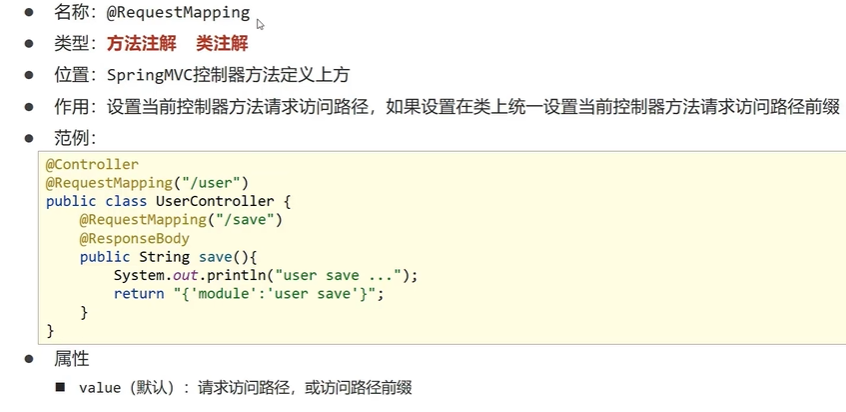 ● 名称：@RequestMapping
● 类型：方法注解 类注解
● 位置：SpringMVC控制器方法定义上方
● 作用：设置当前控制器方法请求访问路径，如果设置在类上统一设置当前控制器方法请求访问路径前缀
● 范例：
@Controller
@RequestMapping("/user")
public class UserController {
    @RequestMapping("/save")
    @ResponseBody
    public String save(){
        System.out.println("user save ...");
        return "{'module':'user save'}";
    }
}
● 属性
■ value（默认）：请求访问路径，或访问路径前缀